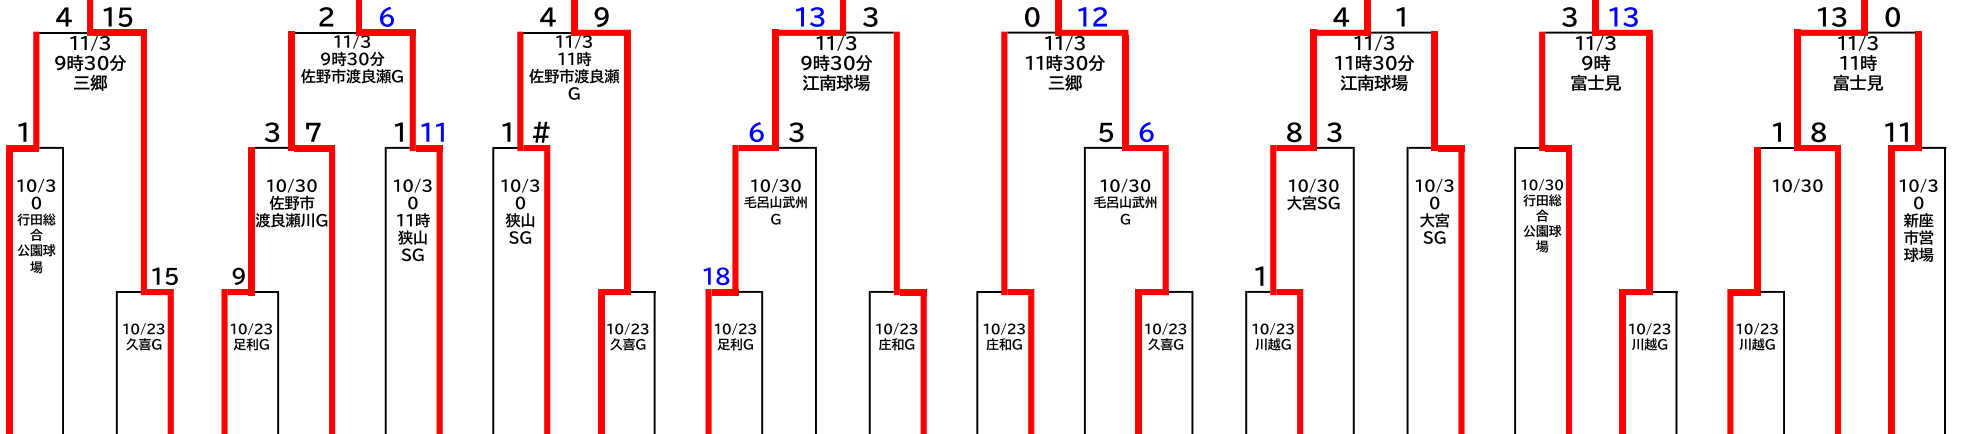 4 15 2 6 4 9 13 3 0 12 4 1 3 13 13 0
11/3
9時30分
三郷
11/3
9時30分
佐野市渡良瀬G
11/3
11時
佐野市渡良瀬
G
11/3
9時30分
江南球場
11/3
11時30分
三郷
11/3
11時30分
江南球場
11/3
9時
富士見
11/3
11時
富士見
1 3 7 1 11 1 # 6 3 5 6 8 3 1 8 11
10/3
0
行田総
合
公園球
場
10/30
佐野市
渡良瀬川G
10/3
0
11時
狭山
SG
10/3
0
狭山
SG
10/30
毛呂山武州
G
10/30
毛呂山武州
G
10/30
大宮SG
10/3
0
大宮
SG
10/30
行田総
合
公園球
場
10/30
10/3
0
新座
市営
球場
15 9 18 1
10/23
久喜G
10/23
足利G
10/23
久喜G
10/23
足利G
10/23
庄和G
10/23
庄和G
10/23
久喜G
10/23
川越G
10/23
川越G
10/23
川越G